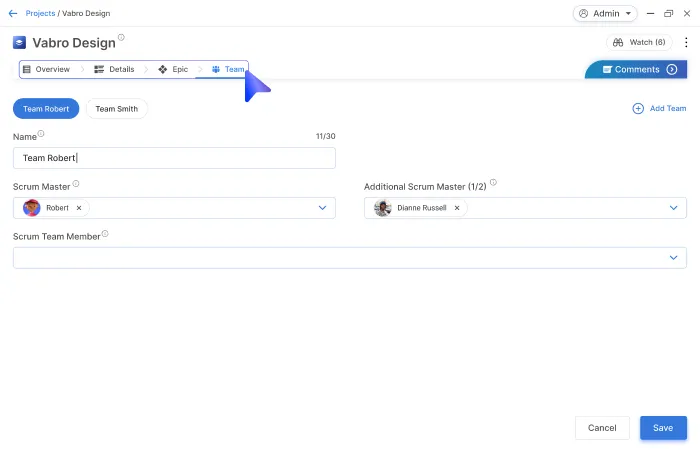 Projects / Vabro Design
Admin
Vabro Design
Watch (6)
Overview
Details
Epic
Team
Comments
Team Robert
Team Smith
Add Team
Name
11/30
Team Robert
Scrum Master
Additional Scrum Master (1/2)
Robert
Dianne Russell
Scrum Team Member
Cancel
Save